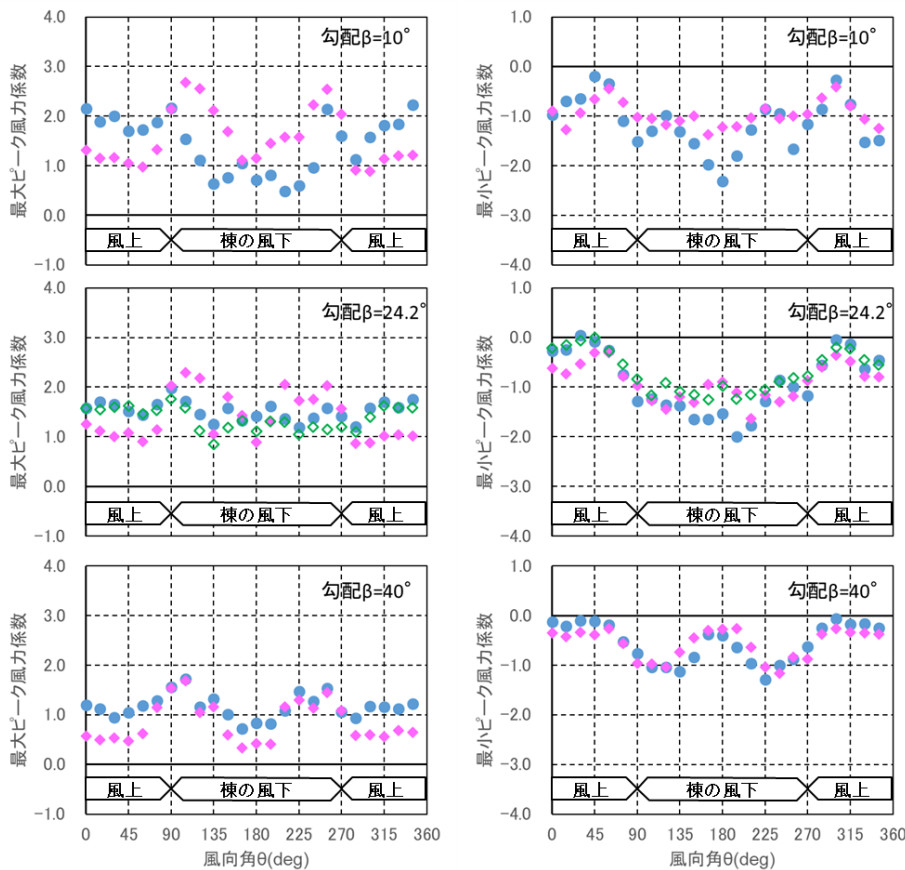 最大ピーク風力係数
4.0
3.0
2.0
1.0
0.0
−1.0
勾配β=10°
風上
棟の風下
風上
最小ピーク風力係数
1.0
0.0
−1.0
−2.0
−3.0
−4.0
勾配β=10°
風上
棟の風下
風上
最大ピーク風力係数
4.0
3.0
2.0
1.0
0.0
−1.0
勾配β=24.2°
風上
棟の風下
風上
最小ピーク風力係数
1.0
0.0
−1.0
−2.0
−3.0
−4.0
勾配β=24.2°
風上
棟の風下
風上
最大ピーク風力係数
4.0
3.0
2.0
1.0
0.0
−1.0
勾配β=40°
風上
棟の風下
風上
0 45 90 135 180 225 270 315 360
風向角θ(deg)
最小ピーク風力係数
1.0
0.0
−1.0
−2.0
−3.0
−4.0
勾配β=40°
風上
棟の風下
風上
0 45 90 135 180 225 270 315 360
風向角θ(deg)